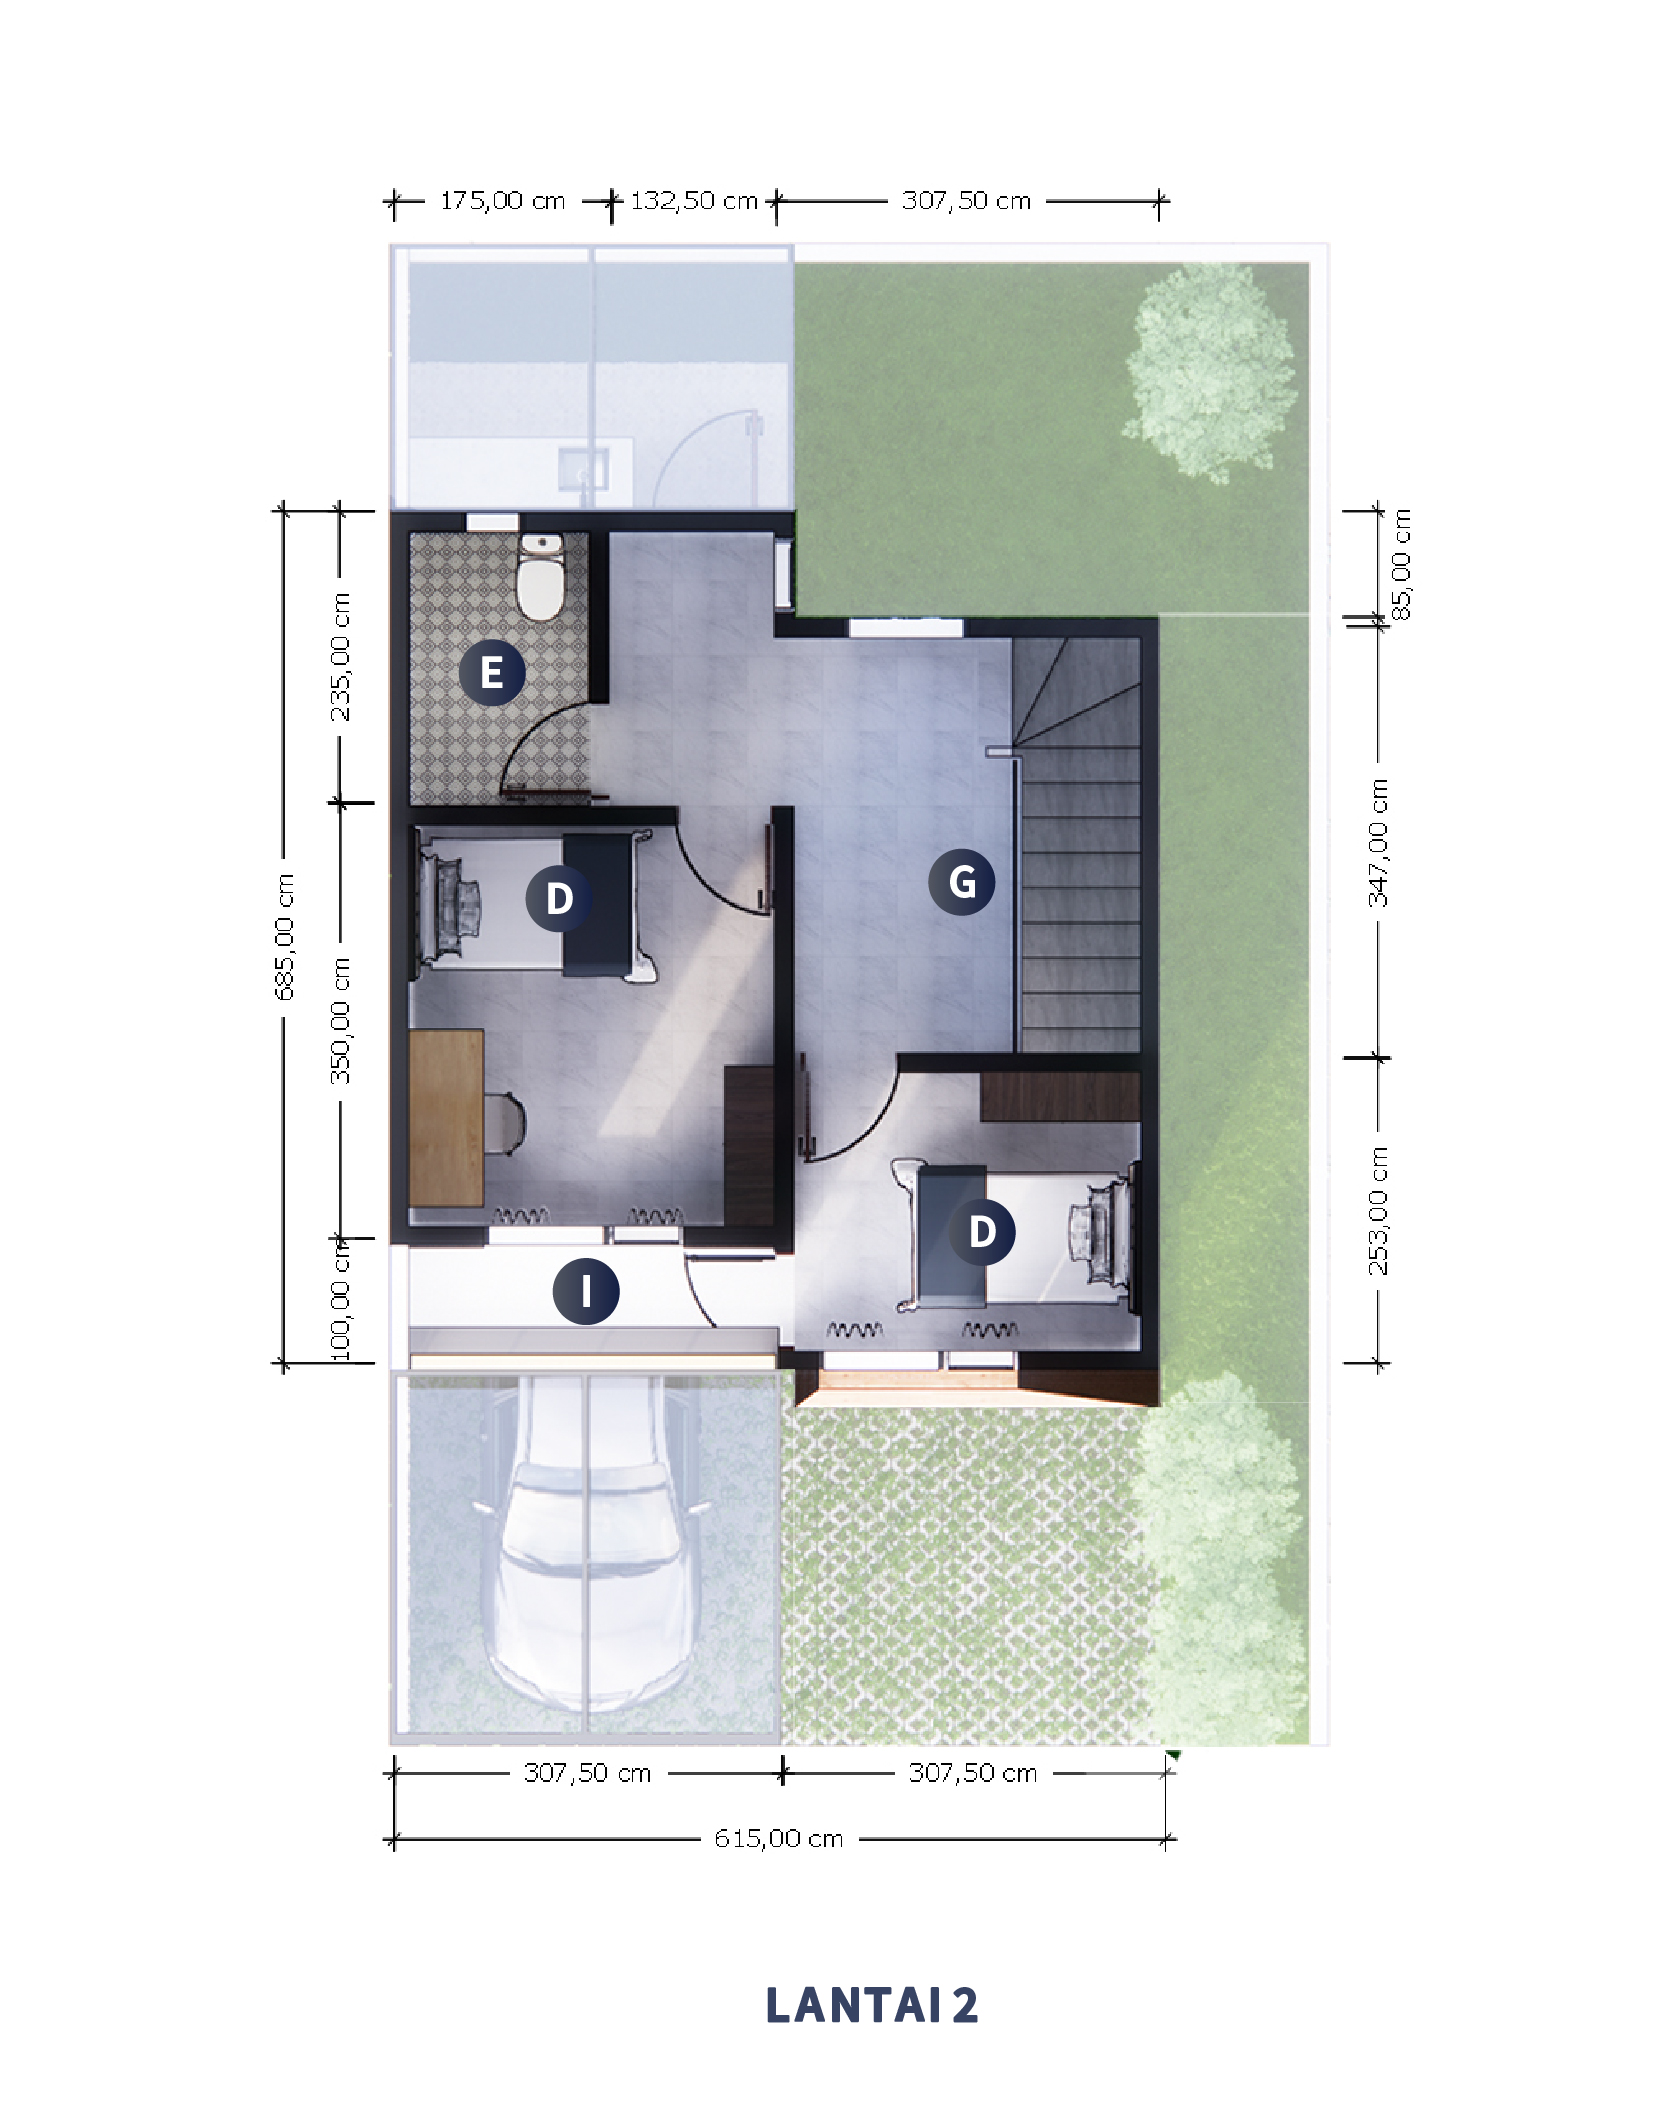 175,00 cm
132,50 cm
307,50 cm
85,00 cm
235,00 cm
E
347,00 cm
D
G
685,00 cm
350,00 cm
253,00 cm
D
I
100,00 cm
307,50 cm
307,50 cm
615,00 cm
LANTAI 2